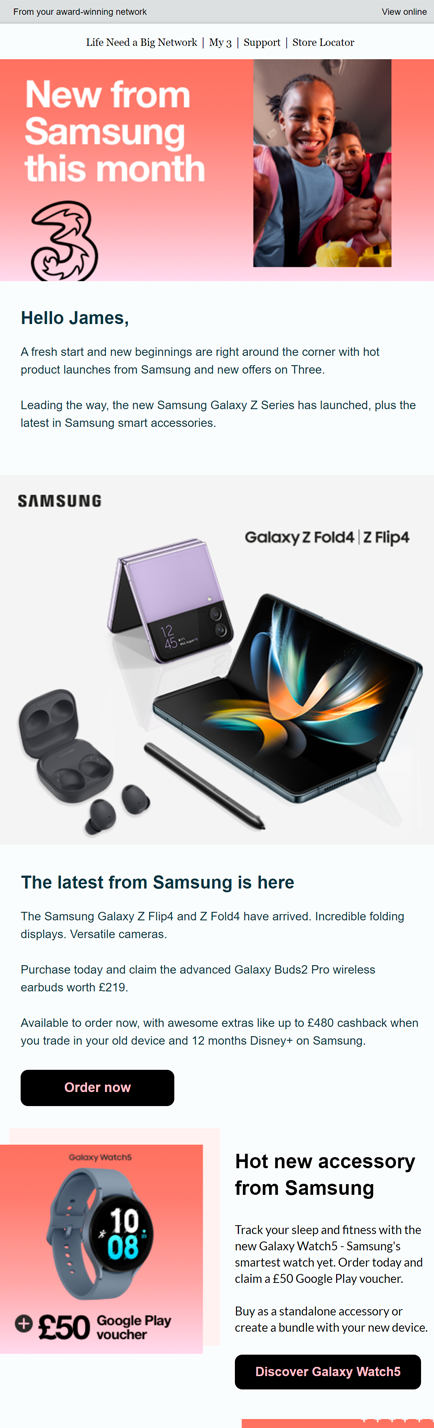 From your award-winning network
View online
Life Need a Big Network | My 3 | Support | Store Locator
New from
Samsung
this month
3
Hello James,
A fresh start and new beginnings are right around the corner with hot
product launches from Samsung and new offers on Three.
Leading the way, the new Samsung Galaxy Z Series has launched, plus the
latest in Samsung smart accessories.
SAMSUNG
Galaxy Z Fold4 | Z Flip4
12
45
The latest from Samsung is here
The Samsung Galaxy Z Flip4 and Z Fold4 have arrived. Incredible folding
displays. Versatile cameras.
Purchase today and claim the advanced Galaxy Buds2 Pro wireless
earbuds worth £219.
Available to order now, with awesome extras like up to £480 cashback when
you trade in your old device and 12 months Disney+ on Samsung.
Order now
Galaxy Watch5
10
08
+ £50 Google Play
voucher
Hot new accessory
from Samsung
Track your sleep and fitness with the
new Galaxy Watch5 - Samsung's
smartest watch yet. Order today and
claim a £50 Google Play voucher.
Buy as a standalone accessory or
create a bundle with your new device.
Discover Galaxy Watch5